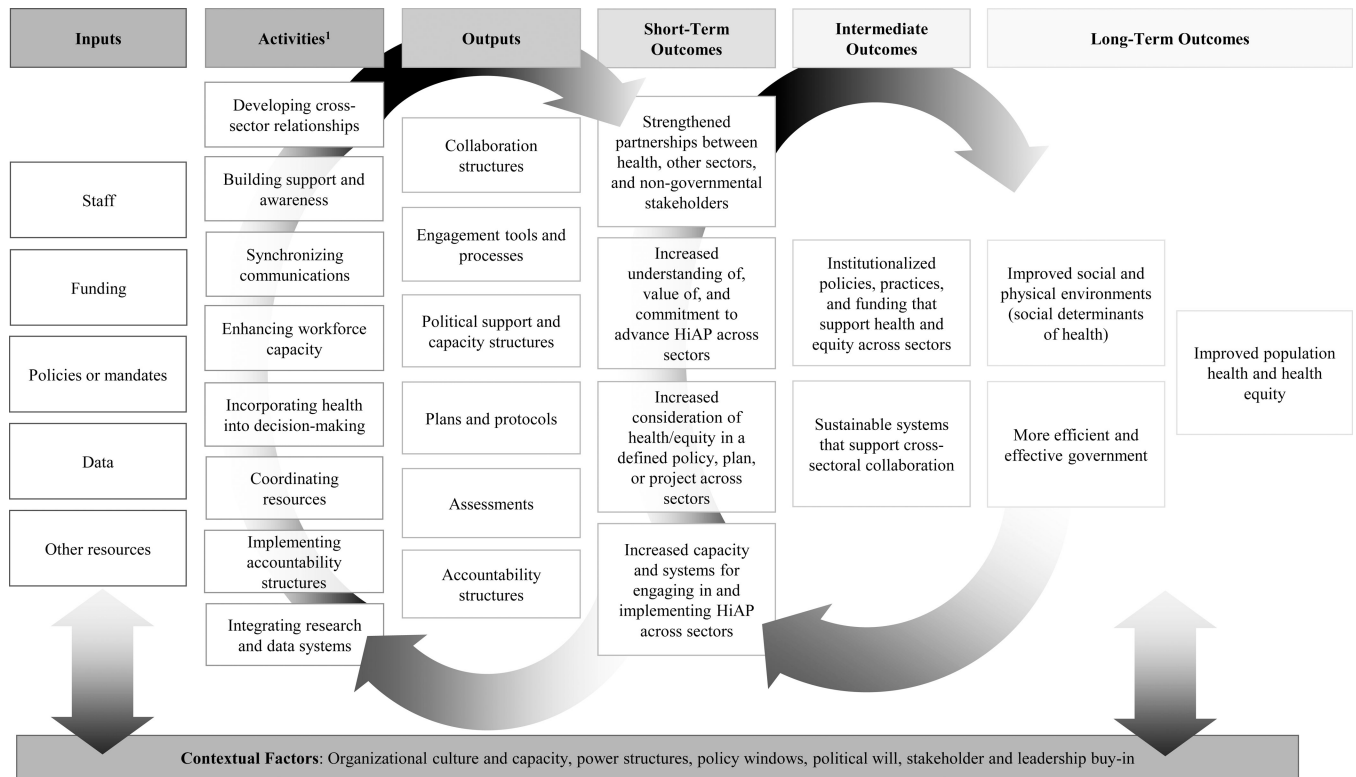 Inputs
Activities¹
Outputs
Short-Term
Outcomes
Intermediate
Outcomes
Long-Term Outcomes
Staff
Funding
Policies or mandates
Data
Other resources
Developing cross-
sector relationships
Building support and
awareness
Synchronizing
communications
Enhancing workforce
capacity
Incorporating health
into decision-making
Coordinating
resources
Implementing
accountability
structures
Integrating research
and data systems
Collaboration
structures
Engagement tools and
processes
Political support and
capacity structures
Plans and protocols
Assessments
Accountability
structures
Strengthened
partnerships between
health, other sectors,
and non-governmental
stakeholders
Increased
understanding of,
value of, and
commitment to
advance HiAP across
sectors
Increased
consideration of
health/equity in a
defined policy, plan,
or project across
sectors
Increased capacity
and systems for
engaging in and
implementing HiAP
across sectors
Institutionalized
policies, practices,
and funding that
support health and
equity across sectors
Sustainable systems
that support cross-
sectoral collaboration
Improved social and
physical environments
(social determinants
of health)
More efficient and
effective government
Improved population
health and health
equity
Contextual Factors: Organizational culture and capacity, power structures, policy windows, political will, stakeholder and leadership buy-in